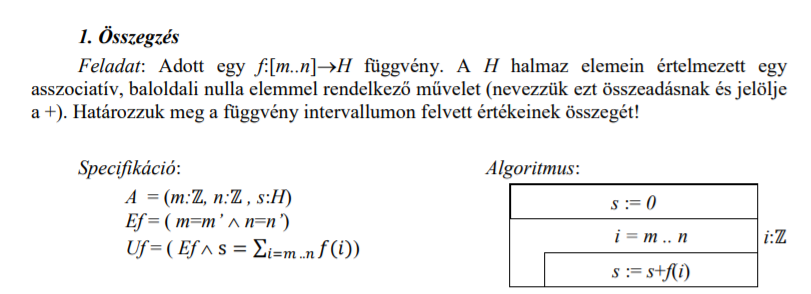 1. Összegzés
Feladat: Adott egy f:[m..n]→H függvény. A H halmaz elemein értelmezett egy
asszociatív, baloldali nulla elemmel rendelkező művelet (nevezzük ezt összeadásnak és jelölje
a +). Határozzuk meg a függvény intervallumon felvett értékeinek összegét!
Specifikáció:
A = (m:ℤ, n:ℤ , s:H)
Ef = ( m=m’ ∧ n=n’)
Uf = ( Ef ∧ s = ∑i=m ..n f(i))
Algoritmus:
s := 0
i = m .. n
i:ℤ
s := s+f(i)